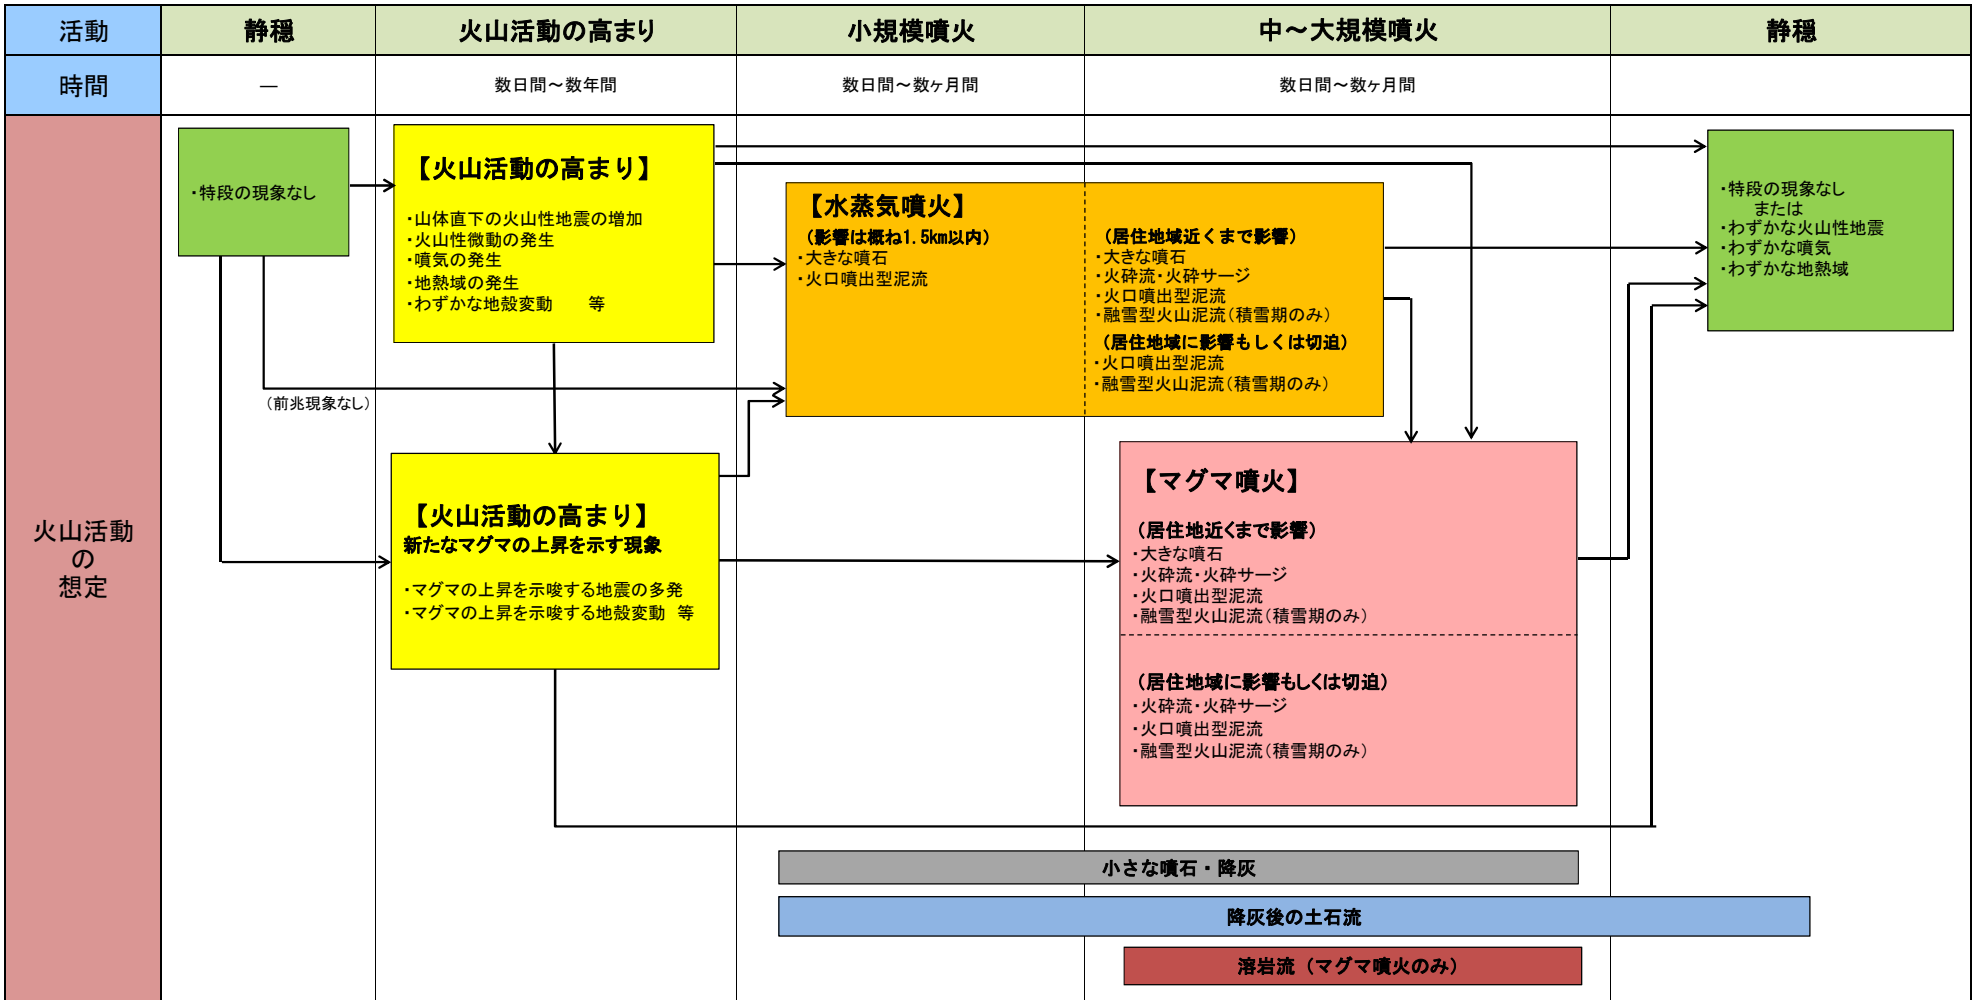 活動
静穏
火山活動の高まり
小規模噴火
中～大規模噴火
静穏
時間
―
数日間～数年間
数日間～数ヶ月間
数日間～数ヶ月間
火山活動
の
想定
・特段の現象なし
【火山活動の高まり】
・山体直下の火山性地震の増加
・火山性微動の発生
・噴気の発生
・地熱域の発生
・わずかな地殻変動　　等
（前兆現象なし）
【火山活動の高まり】
新たなマグマの上昇を示す現象
・マグマの上昇を示唆する地震の多発
・マグマの上昇を示唆する地殻変動　等
【水蒸気噴火】
（影響は概ね1.5km以内）
・大きな噴石
・火口噴出型泥流
（居住地域近くまで影響）
・大きな噴石
・火砕流・火砕サージ
・火口噴出型泥流
・融雪型火山泥流（積雪期のみ）
（居住地域に影響もしくは切迫）
・火口噴出型泥流
・融雪型火山泥流（積雪期のみ）
【マグマ噴火】
（居住地近くまで影響）
・大きな噴石
・火砕流・火砕サージ
・火口噴出型泥流
・融雪型火山泥流（積雪期のみ）
（居住地域に影響もしくは切迫）
・火砕流・火砕サージ
・火口噴出型泥流
・融雪型火山泥流（積雪期のみ）
・特段の現象なし
または
・わずかな火山性地震
・わずかな噴気
・わずかな地熱域
小さな噴石・降灰
降灰後の土石流
溶岩流（マグマ噴火のみ）